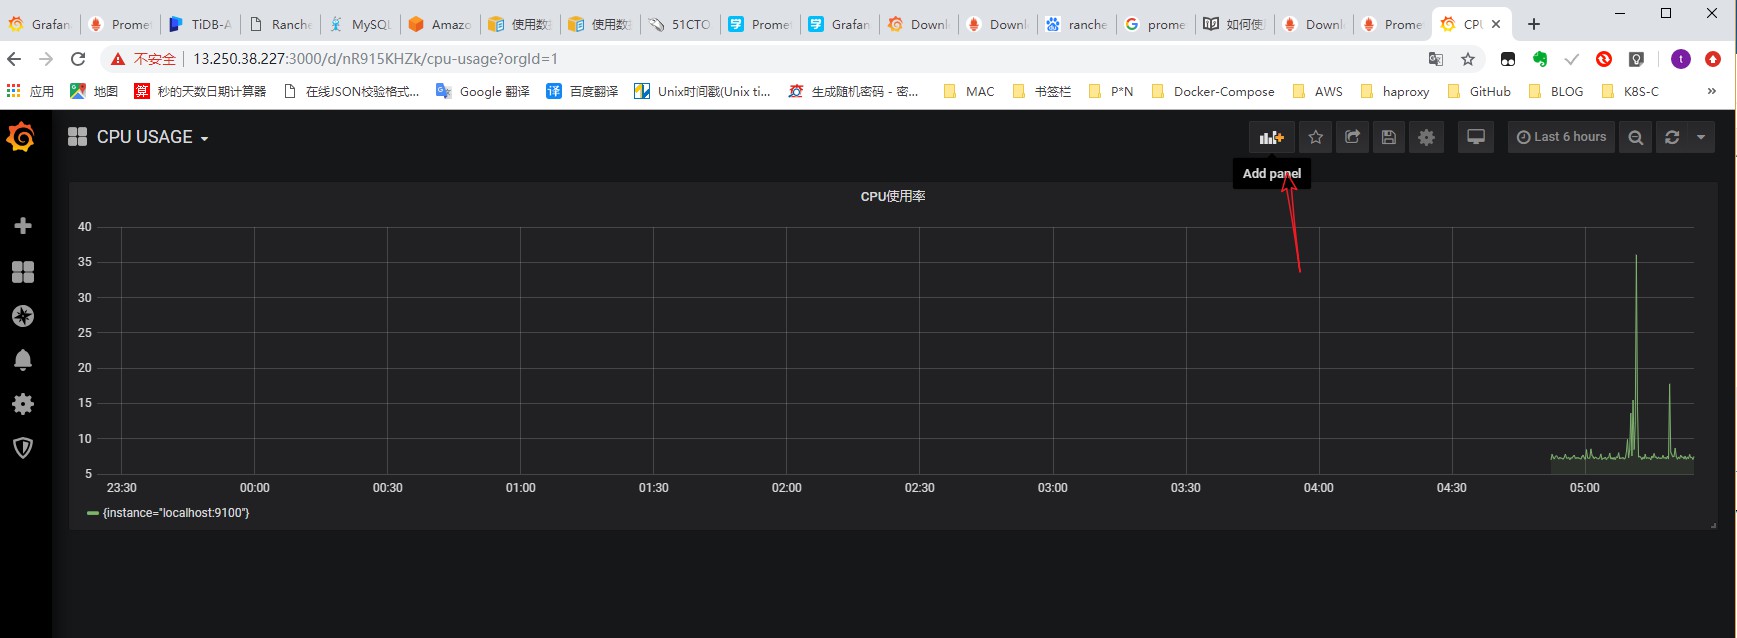 Grafan Promet TiDB-A Ranche MySQL Amazo 使用数 使用数 51CTO Promet Grafan Downl Downl ranche prome 如何使 Downl Prome CPU
不安全 13.250.38.227:3000/d/nR915KHZk/cpu-usage?orgId=1 t
应用 地图 算 秒的天数日期计算器 在线JSON校验格式... Google 翻译 译 百度翻译 Unix时间戳(Unix ti... 生成随机密码 - 密... MAC 书签栏 P*N Docker-Compose AWS haproxy GitHub BLOG K8S-C »
CPU USAGE Last 6 hours
Add panel
CPU使用率
40
35
30
25
20
15
10
5
23:30 00:00 00:30 01:00 01:30 02:00 02:30 03:00 03:30 04:00 04:30 05:00
{instance="localhost:9100"}